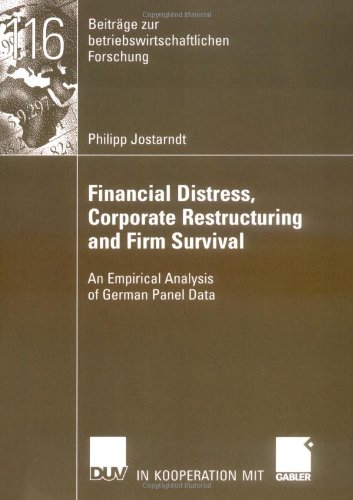 116
Beiträge zur
betriebswirtschaftlichen
Forschung
Philipp Jostarndt
Financial Distress,
Corporate Restructuring
and Firm Survival
An Empirical Analysis
of German Panel Data
DUV IN KOOPERATION MIT GABLER